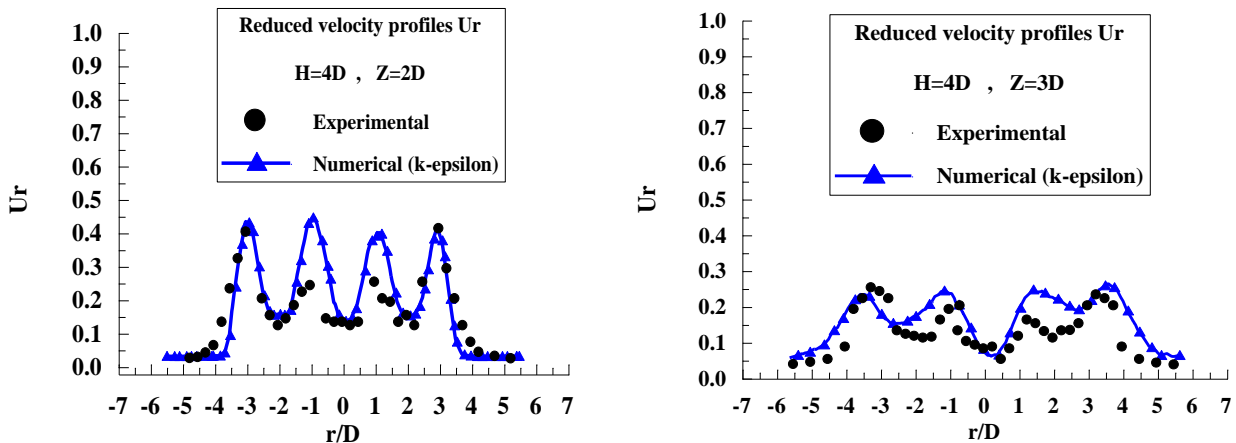 Reduced velocity profiles Ur
H=4D , Z=2D
Experimental
Numerical (k-epsilon)
Ur
1.0
0.9
0.8
0.7
0.6
0.5
0.4
0.3
0.2
0.1
0.0
-7 -6 -5 -4 -3 -2 -1 0 1 2 3 4 5 6 7
r/D
Reduced velocity profiles Ur
H=4D , Z=3D
Experimental
Numerical (k-epsilon)
Ur
1.0
0.9
0.8
0.7
0.6
0.5
0.4
0.3
0.2
0.1
0.0
-7 -6 -5 -4 -3 -2 -1 0 1 2 3 4 5 6 7
r/D